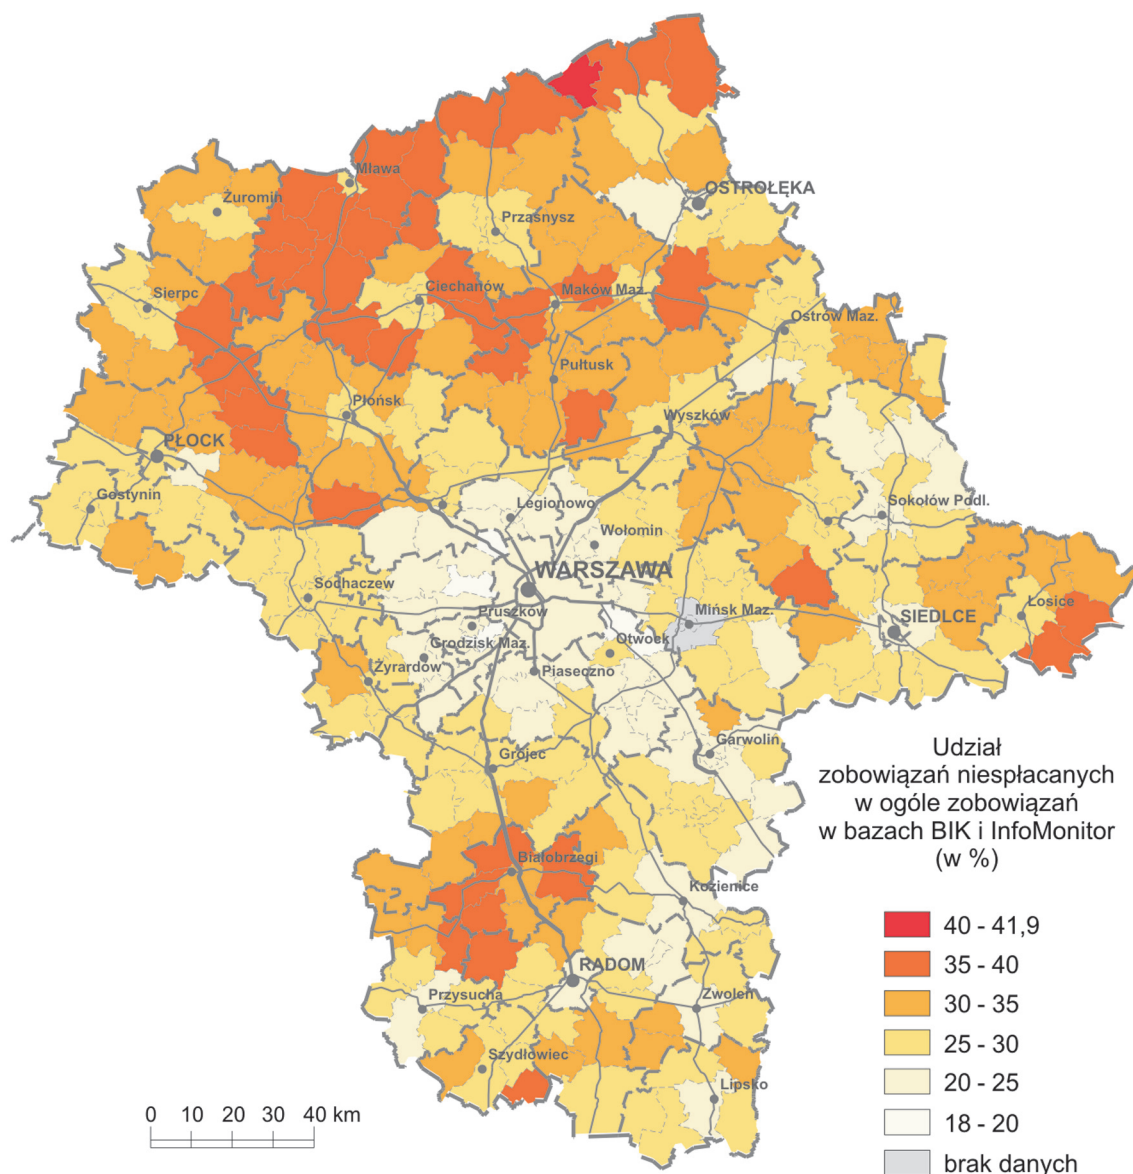 Mława
Żuromin
OSTROŁĘKA
Przasnysz
Sierpc
Ciechanów
Maków Maz.
Ostrów Maz.
Pułtusk
Płońsk
Wyszków
PŁOCK
Gostynin
Legionowo
Sokołów Podl.
Wołomin
WARSZAWA
Sochaczew
Mińsk Maz.
SIEDLCE
Łosice
Pruszków
Otwock
Grodzisk Maz.
Żyrardów
Piaseczno
Garwolin
Grójec
Białobrzegi
Kozienice
RADOM
Przysucha
Zwoleń
Szydłowiec
Lipsko
Udział
zobowiązań niespłacanych
w ogóle zobowiązań
w bazach BIK i InfoMonitor
(w %)
40 - 41,9
35 - 40
30 - 35
25 - 30
20 - 25
18 - 20
brak danych
0 10 20 30 40 km